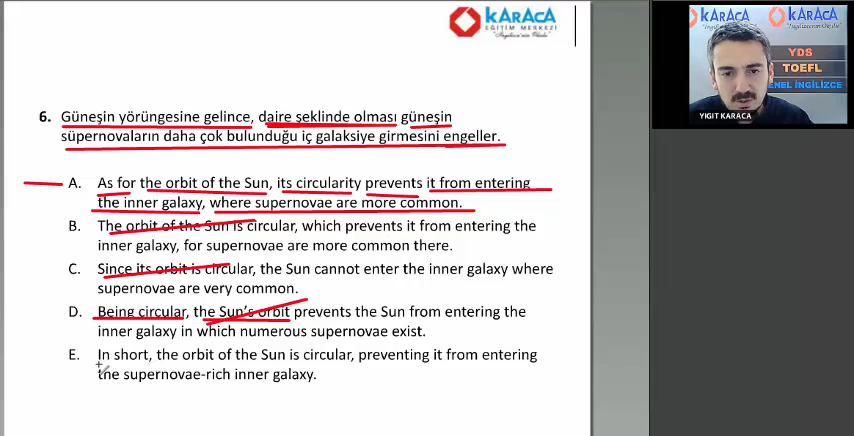 KARACA
EĞİTİM MERKEZİ
"İngilizce'nin Okulu"
6. Güneşin yörüngesine gelince, daire şeklinde olması güneşin
süpernovaların daha çok bulunduğu iç galaksiye girmesini engeller.
A. As for the orbit of the Sun, its circularity prevents it from entering
the inner galaxy, where supernovae are more common.
B. The orbit of the Sun is circular, which prevents it from entering the
inner galaxy, for supernovae are more common there.
C. Since its orbit is circular, the Sun cannot enter the inner galaxy where
supernovae are very common.
D. Being circular, the Sun's orbit prevents the Sun from entering the
inner galaxy in which numerous supernovae exist.
E. In short, the orbit of the Sun is circular, preventing it from entering
the supernovae-rich inner galaxy.
KARACA KARACA
YDS
TOEFL
ENEL İNGİLİZCE
YIGIT KARACA